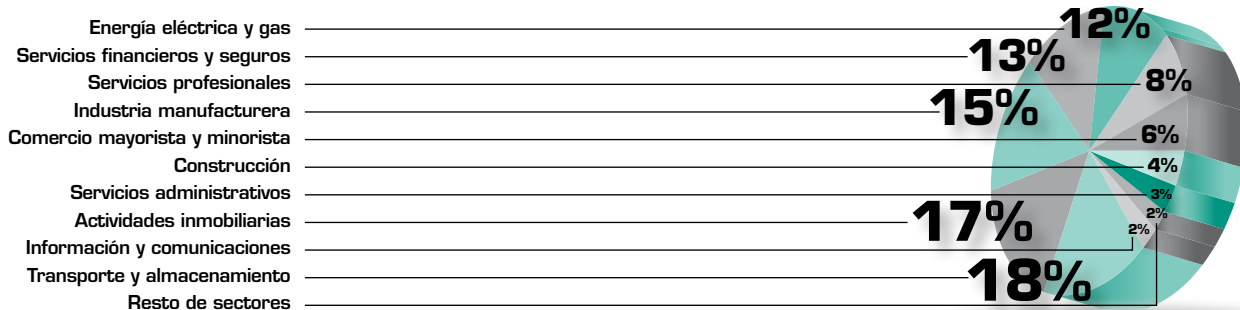 Energía eléctrica y gas 12%
Servicios financieros y seguros 13%
Servicios profesionales 8%
Industria manufacturera 15%
Comercio mayorista y minorista 6%
Construcción 4%
Servicios administrativos 3%
Actividades inmobiliarias 17%
Información y comunicaciones 2%
Transporte y almacenamiento 18%
Resto de sectores 2%